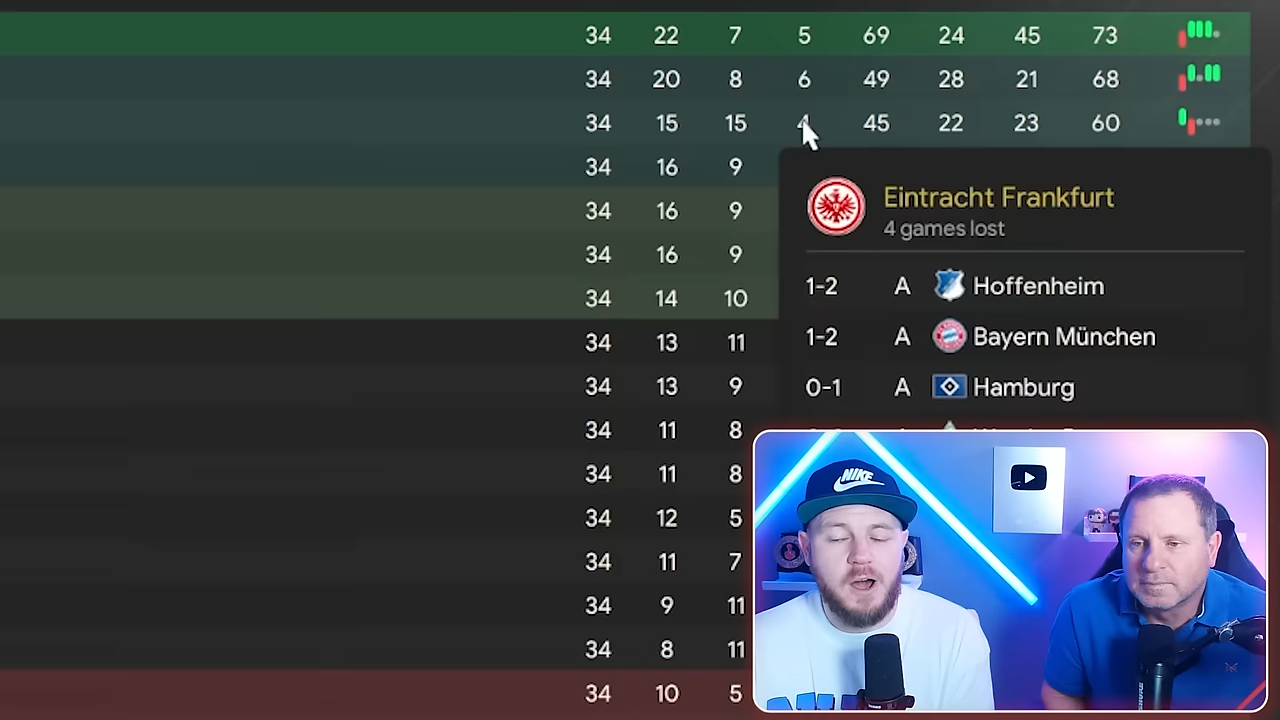 34 22 7 5 69 24 45 73
34 20 8 6 49 28 21 68
34 15 15 4 45 22 23 60
34 16 9
34 16 9
34 16 9
34 14 10
34 13 11
34 13 9
34 11 8
34 11 8
34 12 5
34 11 7
34 9 11
34 8 11
34 10 5
Eintracht Frankfurt
4 games lost
1-2 A Hoffenheim
1-2 A Bayern München
0-1 A Hamburg
NIKE